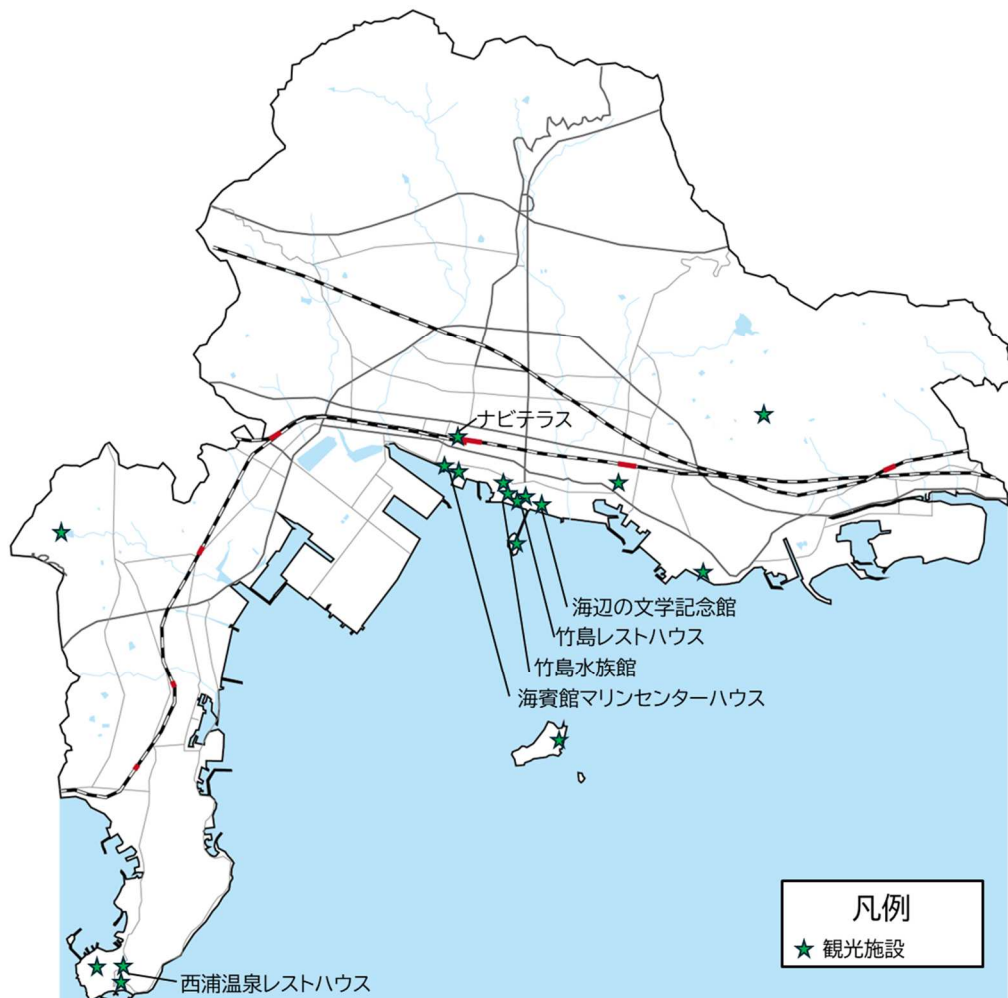 ナビテラス
海辺の文学記念館
竹島レストハウス
竹島水族館
海賓館マリンセンターハウス
西浦温泉レストハウス
凡例
観光施設